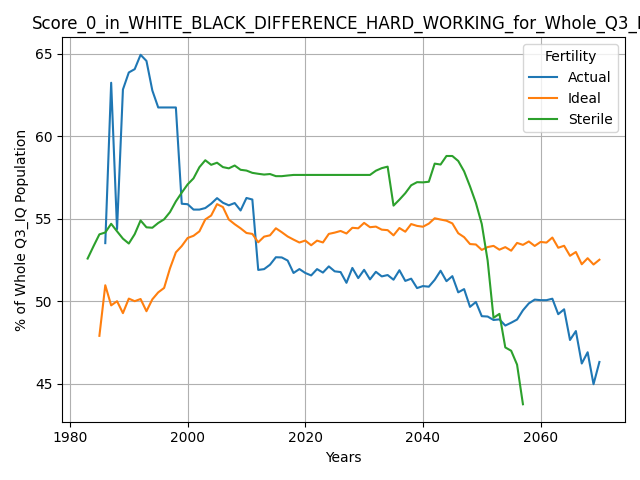 Score_0_in_WHITE_BLACK_DIFFERENCE_HARD_WORKING_for_Whole_Q3_I
Fertility
Actual
Ideal
Sterile
% of Whole Q3_IQ Population
65
60
55
50
45
1980 2000 2020 2040 2060
Years